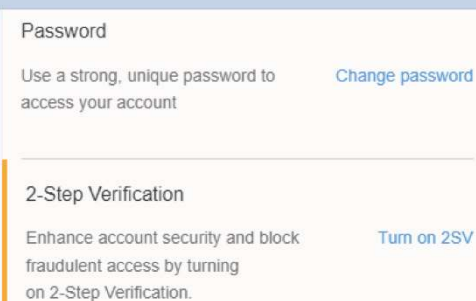 Password
Use a strong, unique password to Change password
access your account
2-Step Verification
Enhance account security and block Turn on 2SV
fraudulent access by turning
on 2-Step Verification.